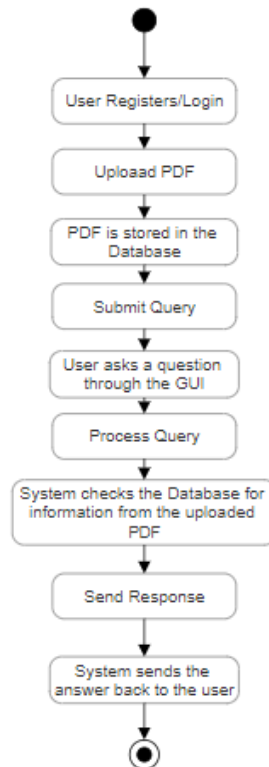 User Registers/Login
Uploaad PDF
PDF is stored in the
Database
Submit Query
User asks a question
through the GUI
Process Query
System checks the Database for
information from the uploaded
PDF
Send Response
System sends the
answer back to the user